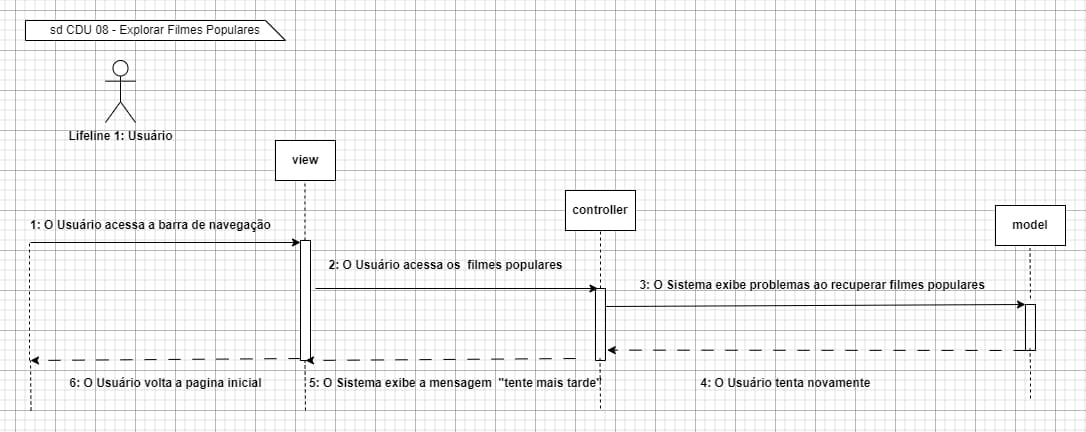 sd CDU 08 - Explorar Filmes Populares
Lifeline 1: Usuário
view
controller
model
1: O Usuário acessa a barra de navegação
2: O Usuário acessa os filmes populares
3: O Sistema exibe problemas ao recuperar filmes populares
6: O Usuário volta a pagina inicial
5: O Sistema exibe a mensagem "tente mais tarde"
4: O Usuário tenta novamente